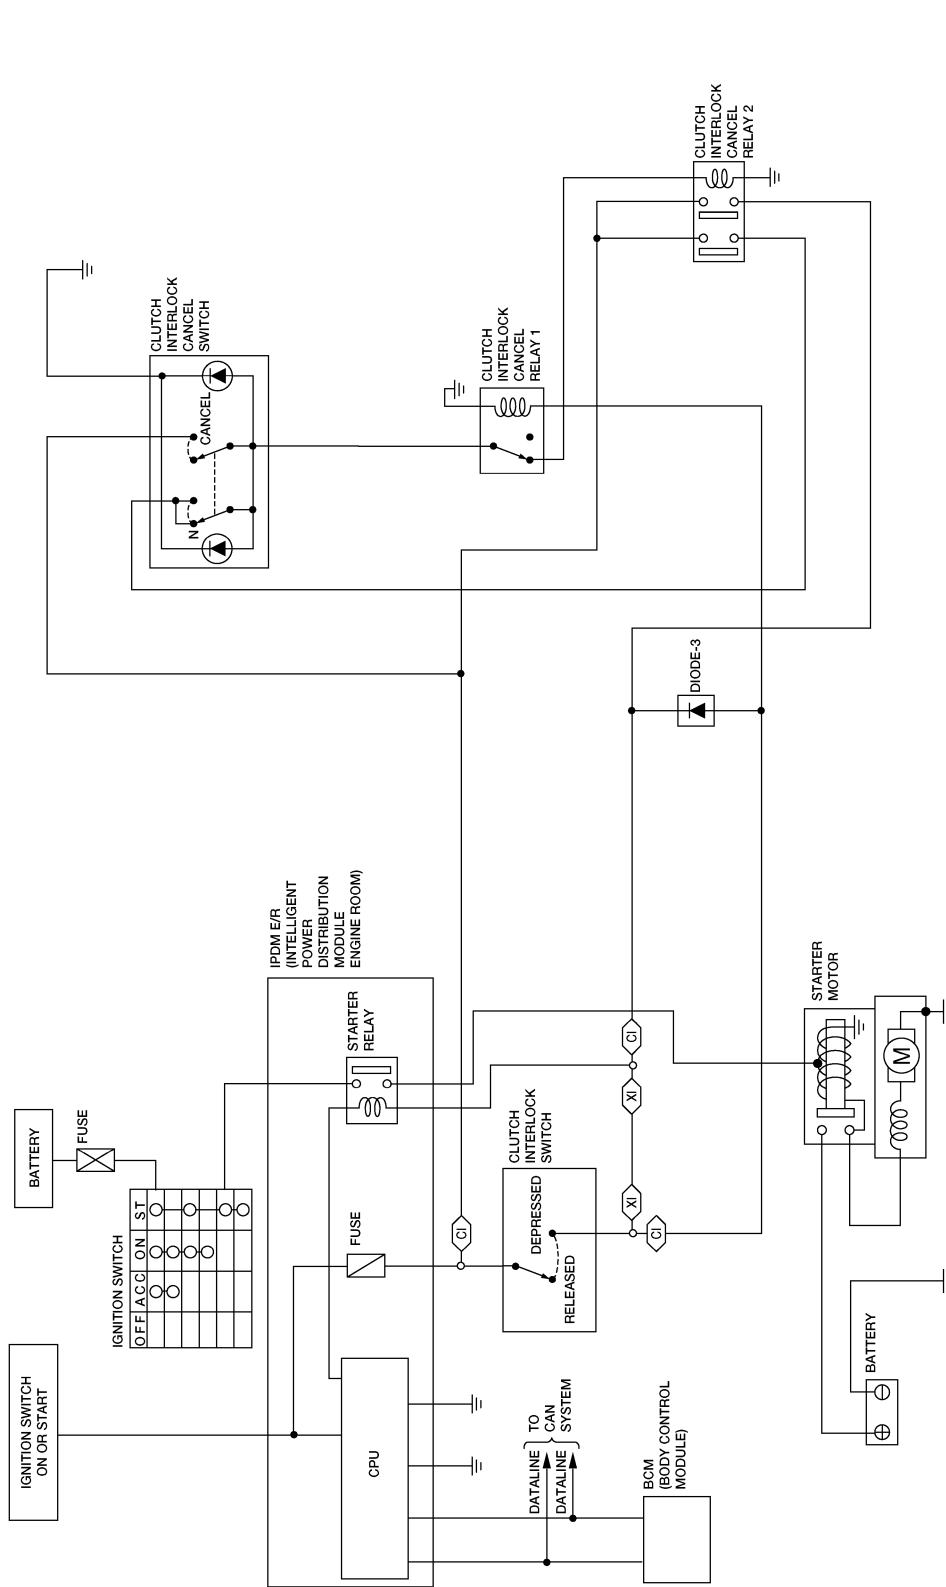 IGNITION SWITCH
ON OR START
BATTERY
FUSE
IGNITION SWITCH
OFF
ACC
ON
ST
IPDM E/R
(INTELLIGENT
POWER
DISTRIBUTION
MODULE
ENGINE ROOM)
CPU
FUSE
STARTER
RELAY
CLUTCH
INTERLOCK
CANCEL
SWITCH
N
CANCEL
CLUTCH
INTERLOCK
CANCEL
RELAY 1
CLUTCH
INTERLOCK
CANCEL
RELAY 2
CI
CLUTCH
INTERLOCK
SWITCH
RELEASED
DEPRESSED
DATALINE
DATALINE
TO
CAN
SYSTEM
BCM
(BODY CONTROL
MODULE)
CI
XI
XI
CI
DIODE-3
STARTER
MOTOR
M
BATTERY